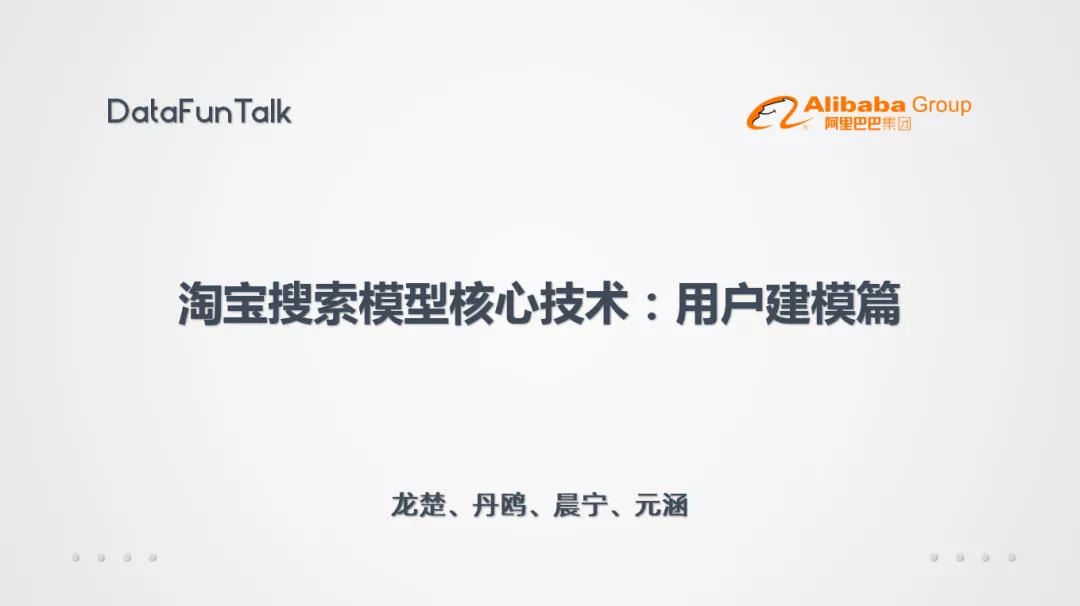 DataFunTalk
Alibaba Group
阿里巴巴集团
淘宝搜索模型核心技术：用户建模篇
龙楚、丹鸥、晨宁、元涵